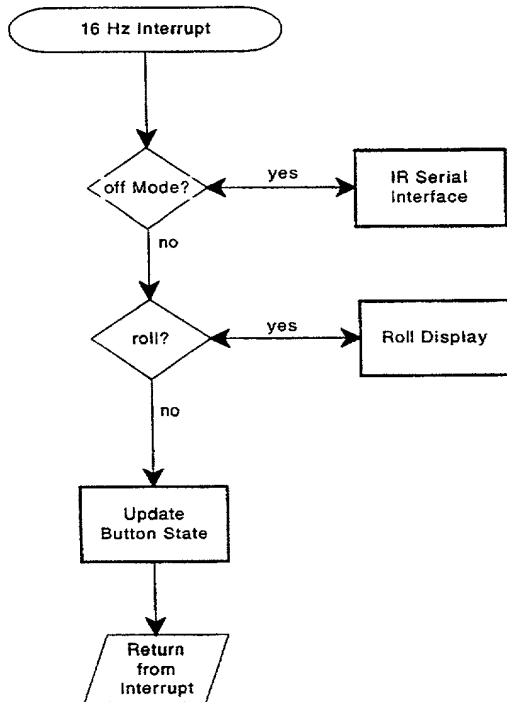 16 Hz Interrupt
off Mode?
yes
IR Serial
Interface
no
roll?
yes
Roll Display
no
Update
Button State
Return
from
Interrupt